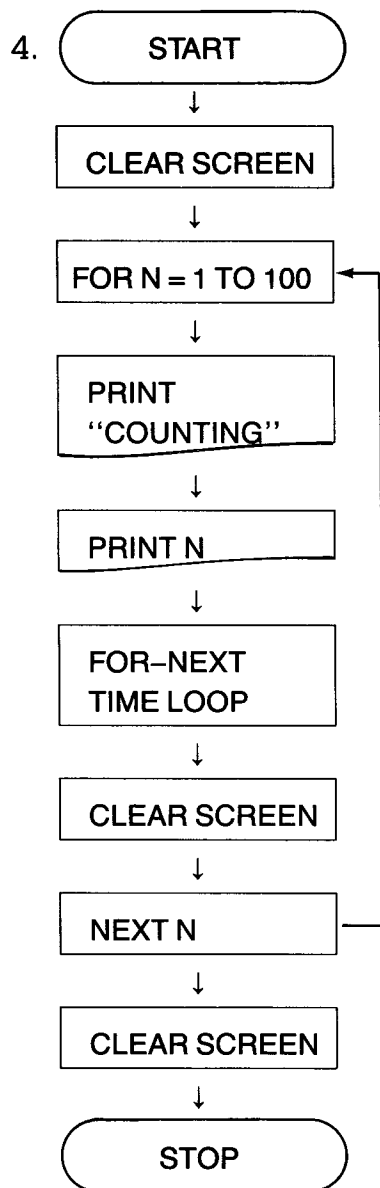 4. START
CLEAR SCREEN
FOR N = 1 TO 100
PRINT
‘‘COUNTING’’
PRINT N
FOR–NEXT
TIME LOOP
CLEAR SCREEN
NEXT N
CLEAR SCREEN
STOP